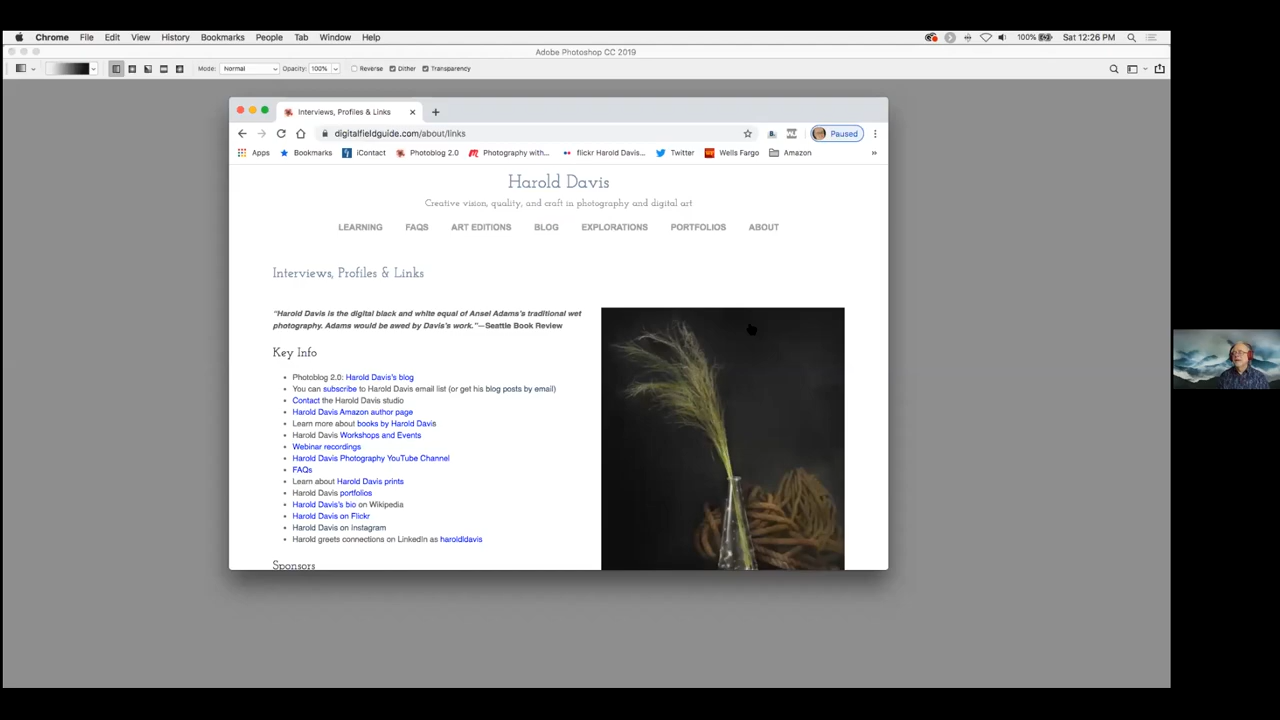 Chrome File Edit View History Bookmarks People Tab Window Help 100% Sat 12:26 PM
Adobe Photoshop CC 2019
Mode: Normal Opacity: 100% Reverse Dither Transparency
Interviews, Profiles & Links
digitalfieldguide.com/about/links Paused
Apps Bookmarks iContact Photoblog 2.0 Photography with... flickr Harold Davis... Twitter Wells Fargo Amazon »
Harold Davis
Creative vision, quality, and craft in photography and digital art
LEARNING FAQS ART EDITIONS BLOG EXPLORATIONS PORTFOLIOS ABOUT
Interviews, Profiles & Links
“Harold Davis is the digital black and white equal of Ansel Adams’s traditional wet
photography. Adams would be awed by Davis’s work.”—Seattle Book Review
Key Info
Photoblog 2.0: Harold Davis’s blog
You can subscribe to Harold Davis email list (or get his blog posts by email)
Contact the Harold Davis studio
Harold Davis Amazon author page
Learn more about books by Harold Davis
Harold Davis Workshops and Events
Webinar recordings
Harold Davis Photography YouTube Channel
FAQs
Learn about Harold Davis prints
Harold Davis portfolios
Harold Davis’s bio on Wikipedia
Harold Davis on Flickr
Harold Davis on Instagram
Harold greets connections on LinkedIn as haroldldavis
Sponsors